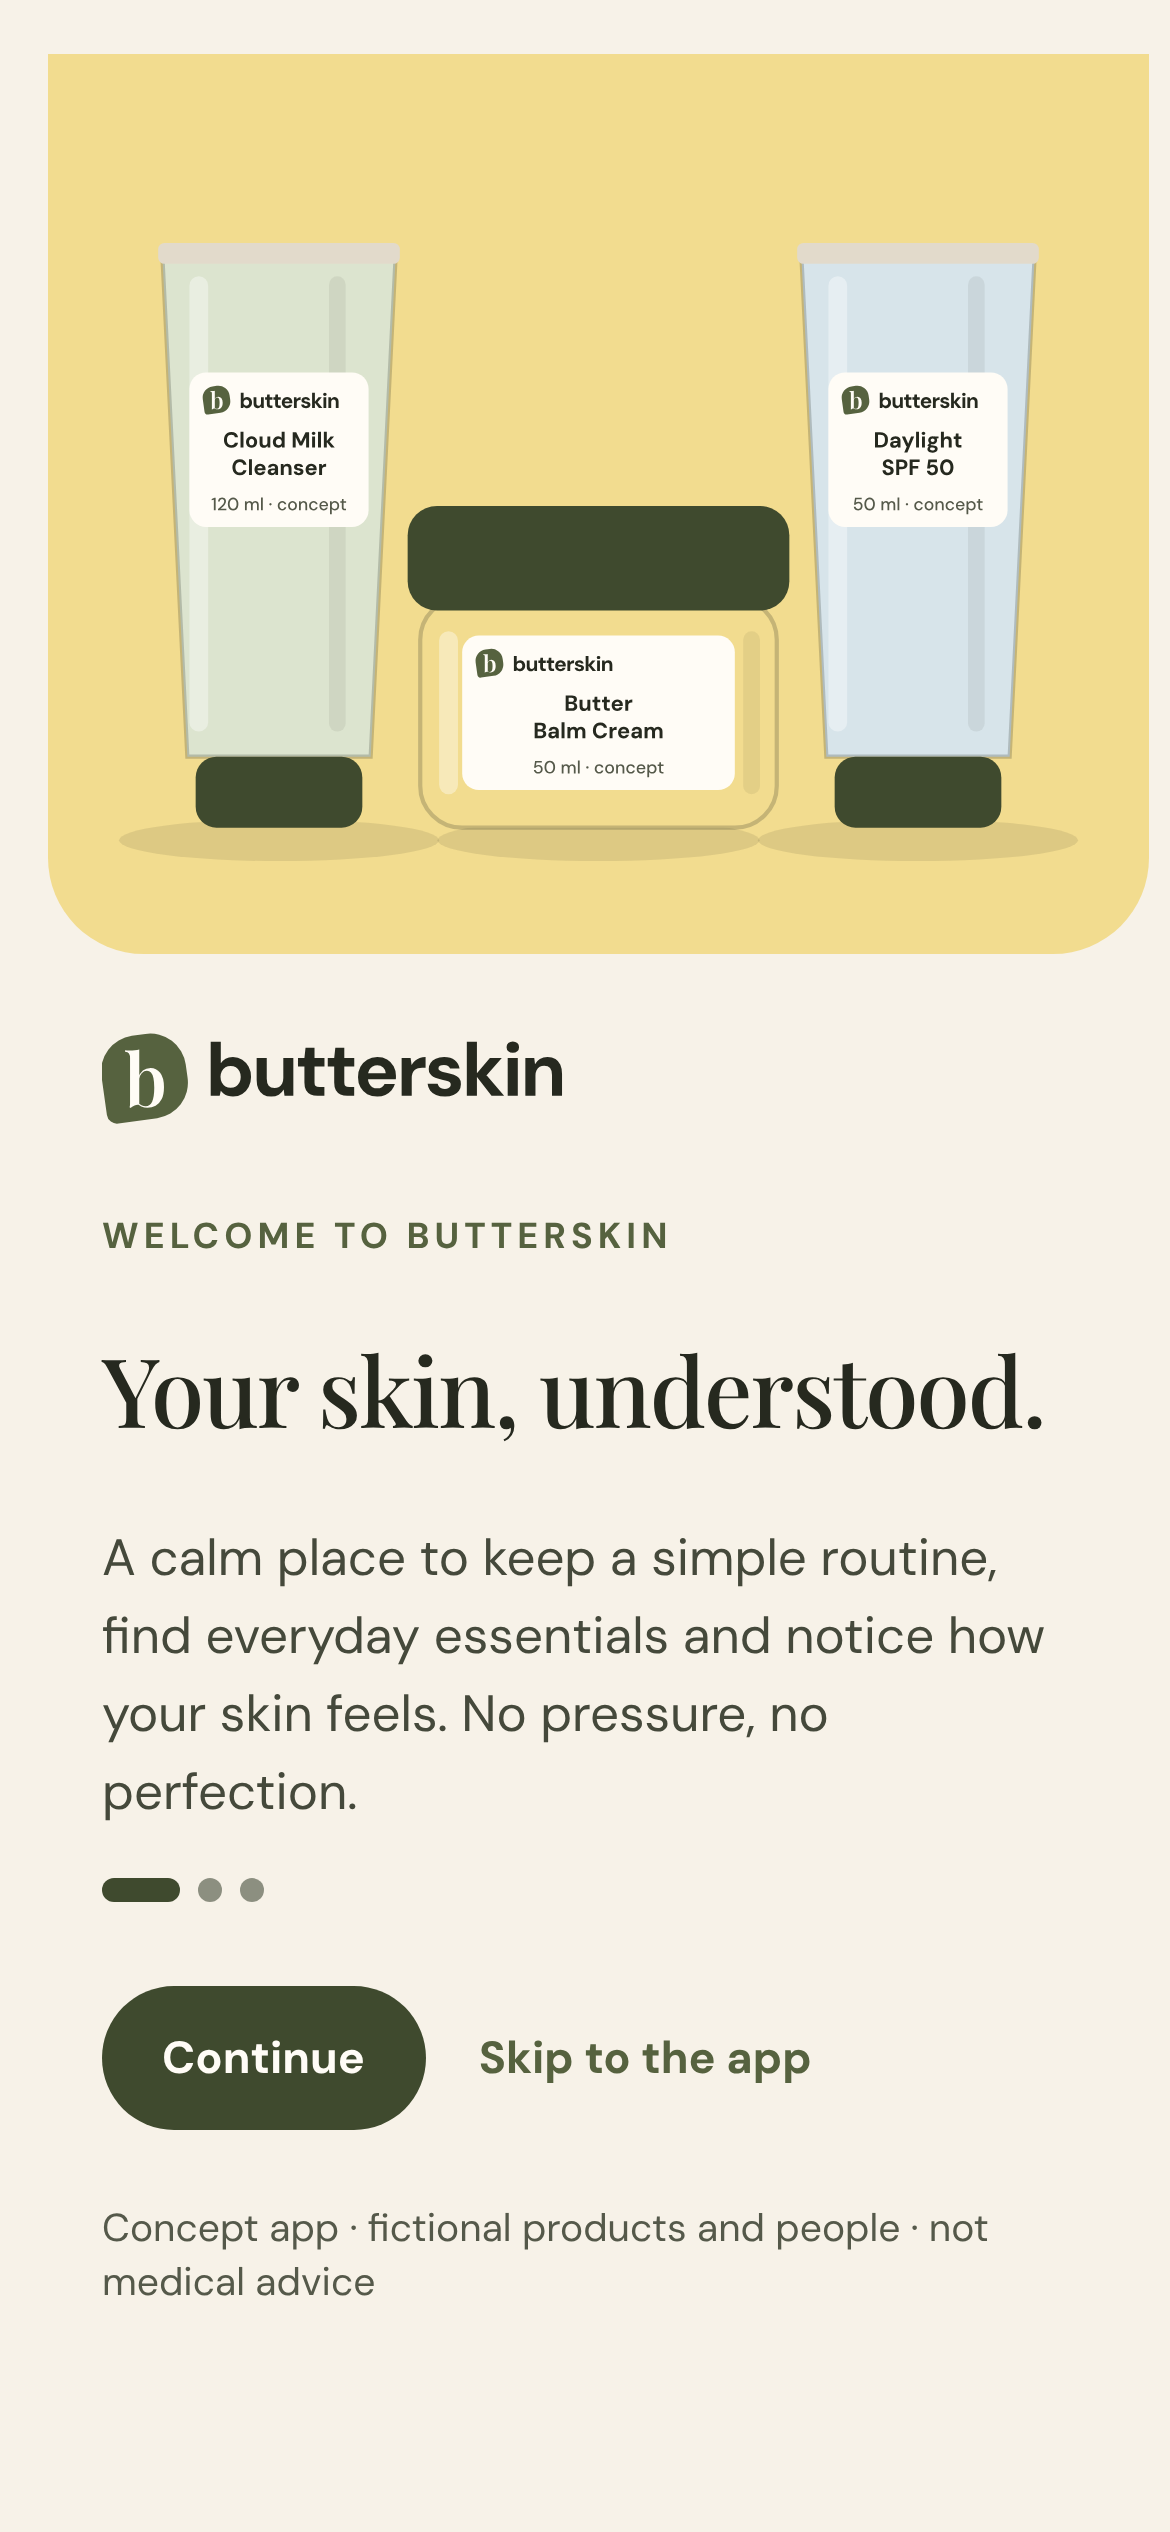 b butterskin
Cloud Milk
Cleanser
120 ml · concept
b butterskin
Butter
Balm Cream
50 ml · concept
b butterskin
Daylight
SPF 50
50 ml · concept
b butterskin
WELCOME TO BUTTERSKIN
Your skin, understood.
A calm place to keep a simple routine,
find everyday essentials and notice how
your skin feels. No pressure, no
perfection.
Continue
Skip to the app
Concept app · fictional products and people · not
medical advice